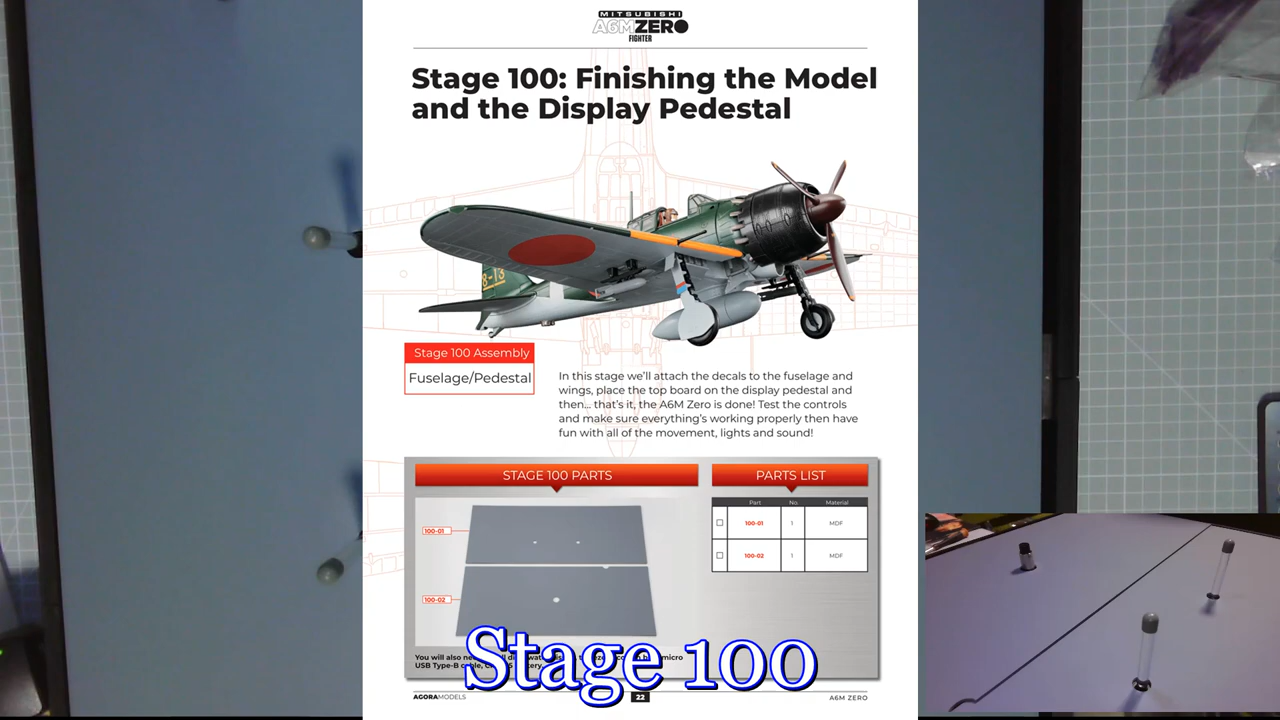 MITSUBISHI
A6M ZERO
FIGHTER
Stage 100: Finishing the Model
and the Display Pedestal
8-13
Stage 100 Assembly
Fuselage/Pedestal
In this stage we'll attach the decals to the fuselage and
wings, place the top board on the display pedestal and
then... that's it, the A6M Zero is done! Test the controls
and make sure everything's working properly then have
fun with all of the movement, lights and sound!
STAGE 100 PARTS
100-01
100-02
PARTS LIST
Part No Material
100-01 1 MDF
100-02 1 MDF
You will also
micro
USB Type-B
Stage 100
AGORAMODELS
22
A6M ZERO